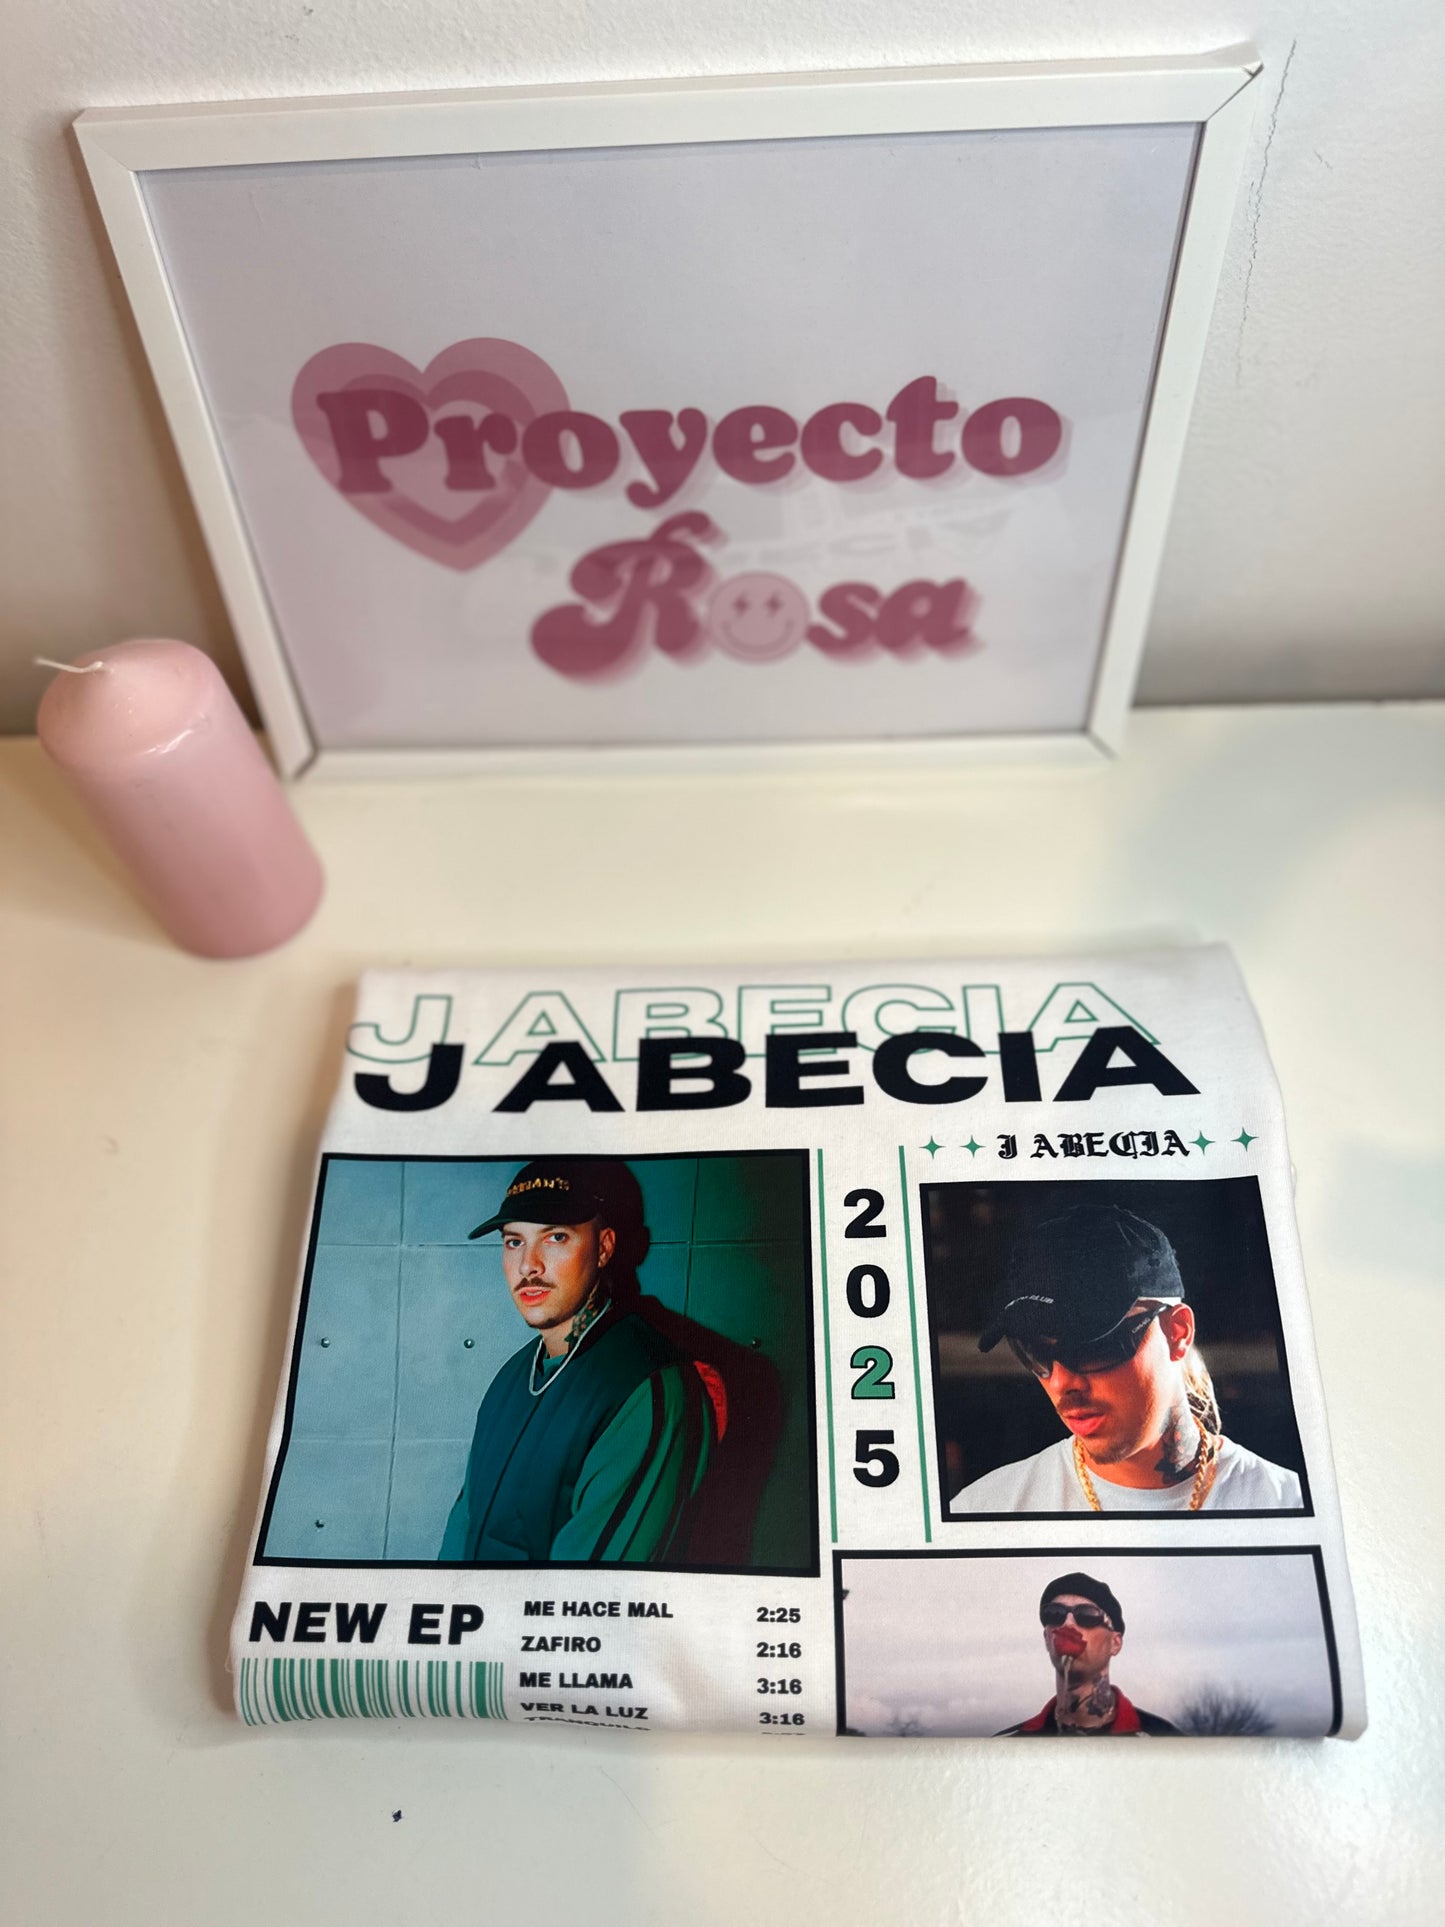 Proyecto
Rosa
J ABECIA
J ABECIA
J ABECIA
2
0
2
5
NEW EP
ME HACE MAL 2:25
ZAFIRO 2:16
ME LLAMA 3:16
VER LA LUZ 3:16
TRANQUILO